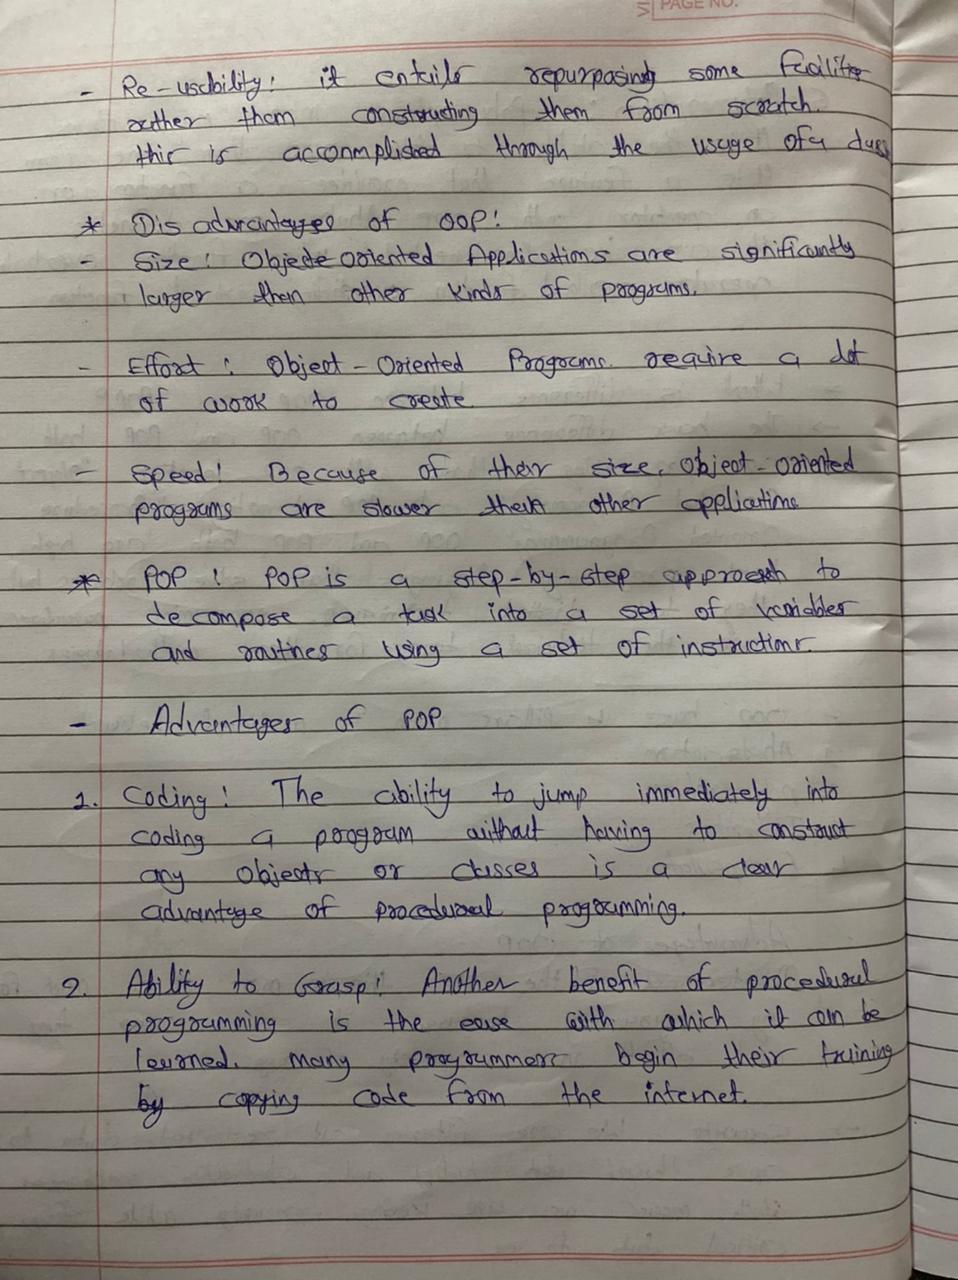 PAGE NO.
- Re-usability: it entails repurpasing some facilities
rather than constructing them from scratch.
this is acconmplished through the usage of a class
* Disadvantages of OOP:
- Size: Objecte oriented Applications are significantly
larger than other kinds of programs.
- Effort: Object-Oriented Programs. require a lot
of work to create
- Speed: Because of their size, object-oriented
programs are slower than other applications
* POP: POP is a step-by-step approach to
decompose a task into a set of variables
and routines using a set of instructions.
- Advantages of POP
1. Coding: The ability to jump immediately into
coding a program without having to construct
any objects or classes is a clear
advantage of procedural programming.
2. Ability to Grasp: Another benefit of procedural
programming is the ease with which it can be
learned. many programmers begin their training
by copying code from the internet.